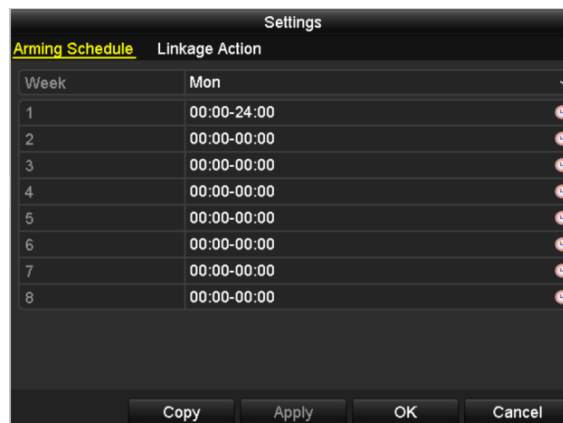 Settings
Arming Schedule Linkage Action
Week Mon
1 00:00-24:00
2 00:00-00:00
3 00:00-00:00
4 00:00-00:00
5 00:00-00:00
6 00:00-00:00
7 00:00-00:00
8 00:00-00:00
Copy Apply OK Cancel